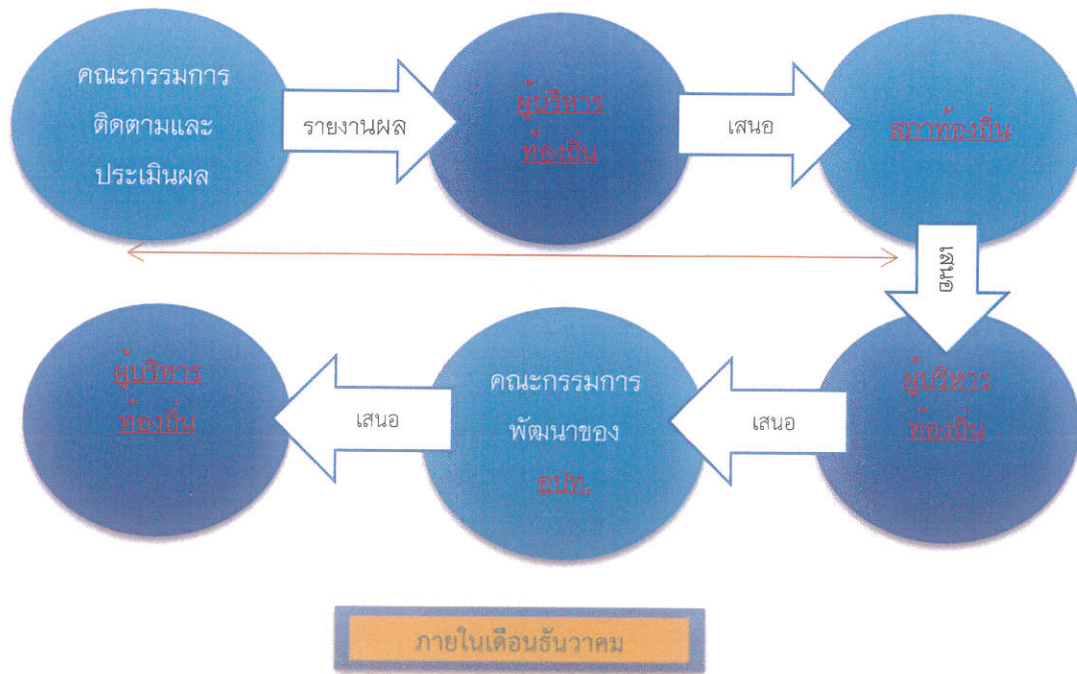 คณะกรรมการ
ติดตามและ
ประเมินผล
รายงานผล
ผู้บริหาร
ท้องถิ่น
เสนอ
สภาท้องถิ่น
เสนอ
ผู้บริหาร
ท้องถิ่น
เสนอ
คณะกรรมการ
พัฒนาของ
อปท.
เสนอ
ผู้บริหาร
ท้องถิ่น
ภายในเดือนธันวาคม